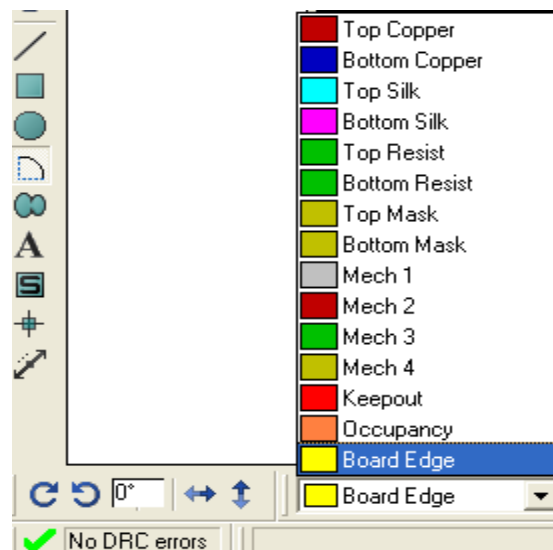 Top Copper
Bottom Copper
Top Silk
Bottom Silk
Top Resist
Bottom Resist
Top Mask
Bottom Mask
Mech 1
Mech 2
Mech 3
Mech 4
Keepout
Occupancy
Board Edge
A
S
0°
Board Edge
No DRC errors